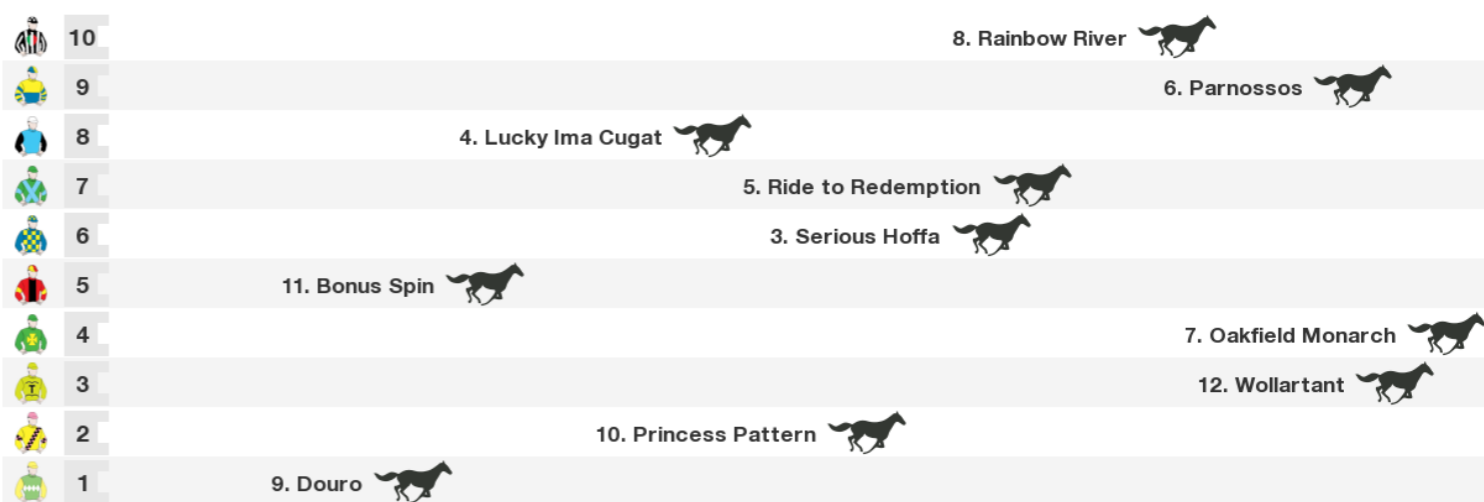 10 8. Rainbow River
9 6. Parnossos
8 4. Lucky Ima Cugat
7 5. Ride to Redemption
6 3. Serious Hoffa
5 11. Bonus Spin
4 7. Oakfield Monarch
3 T 12. Wollartant
2 10. Princess Pattern
1 9. Douro